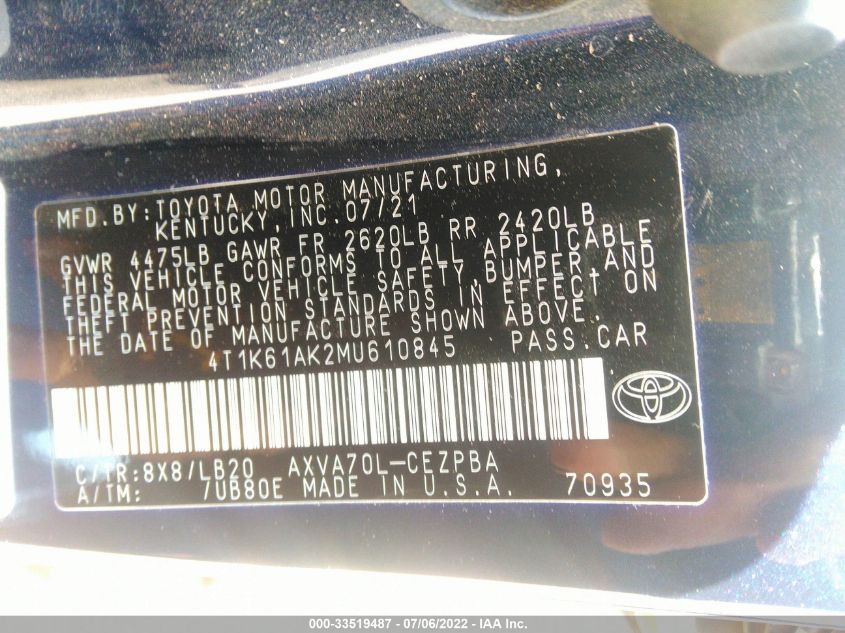 MFD.BY:TOYOTA MOTOR MANUFACTURING,
KENTUCKY,INC.07/21
GVWR 4475LB GAWR FR 2620LB RR 2420LB
THIS VEHICLE CONFORMS TO ALL APPLICABLE
FEDERAL MOTOR VEHICLE SAFETY,BUMPER,AND
THEFT PREVENTION STANDARDS IN EFFECT ON
THE DATE OF MANUFACTURE SHOWN ABOVE.
4T1K61AK2MU610845 PASS.CAR
C/TR:8X8/LB20 AXVA70L-CEZPBA
A/TM: /UB80E MADE IN U.S.A. 70935
000-33519487 - 07/06/2022 - IAA Inc.